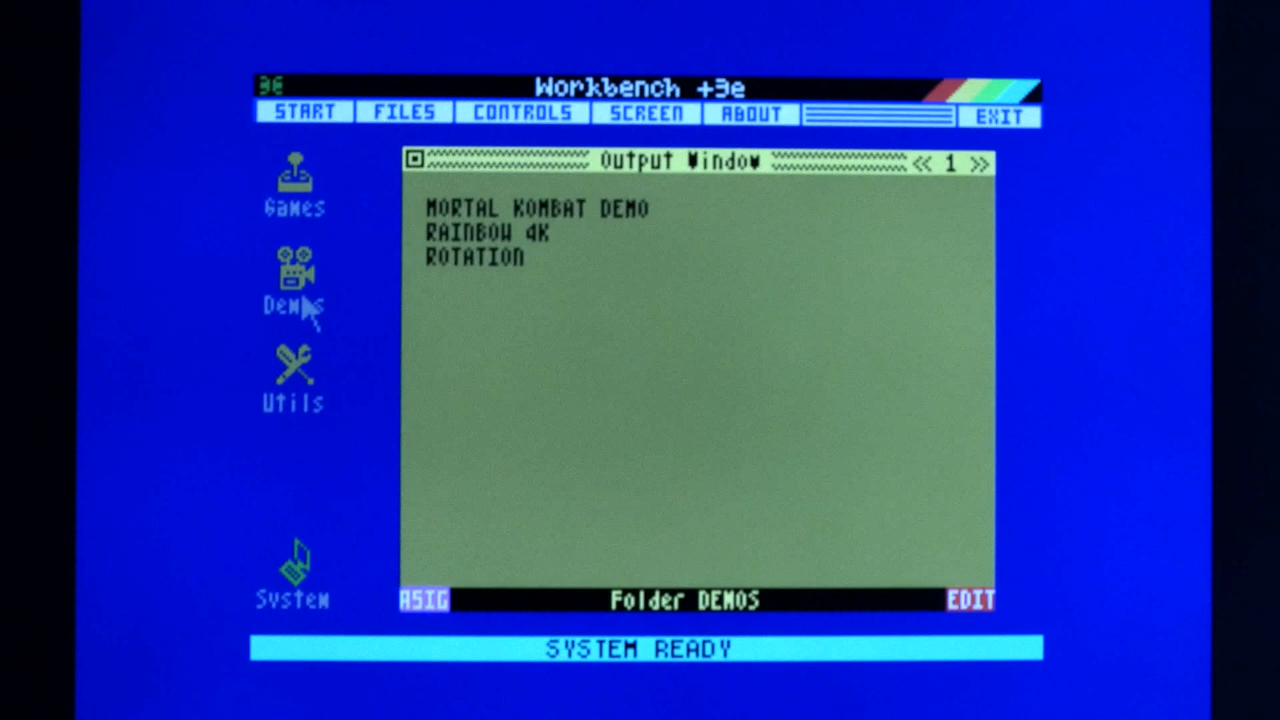 3E
Workbench +3e
START FILES CONTROLS SCREEN ABOUT EXIT
Output Window << 1 >>
Games
MORTAL KOMBAT DEMO
RAINBOW 4K
ROTATION
Demos
Utils
System
ASIG Folder DEMOS EDIT
SYSTEM READY